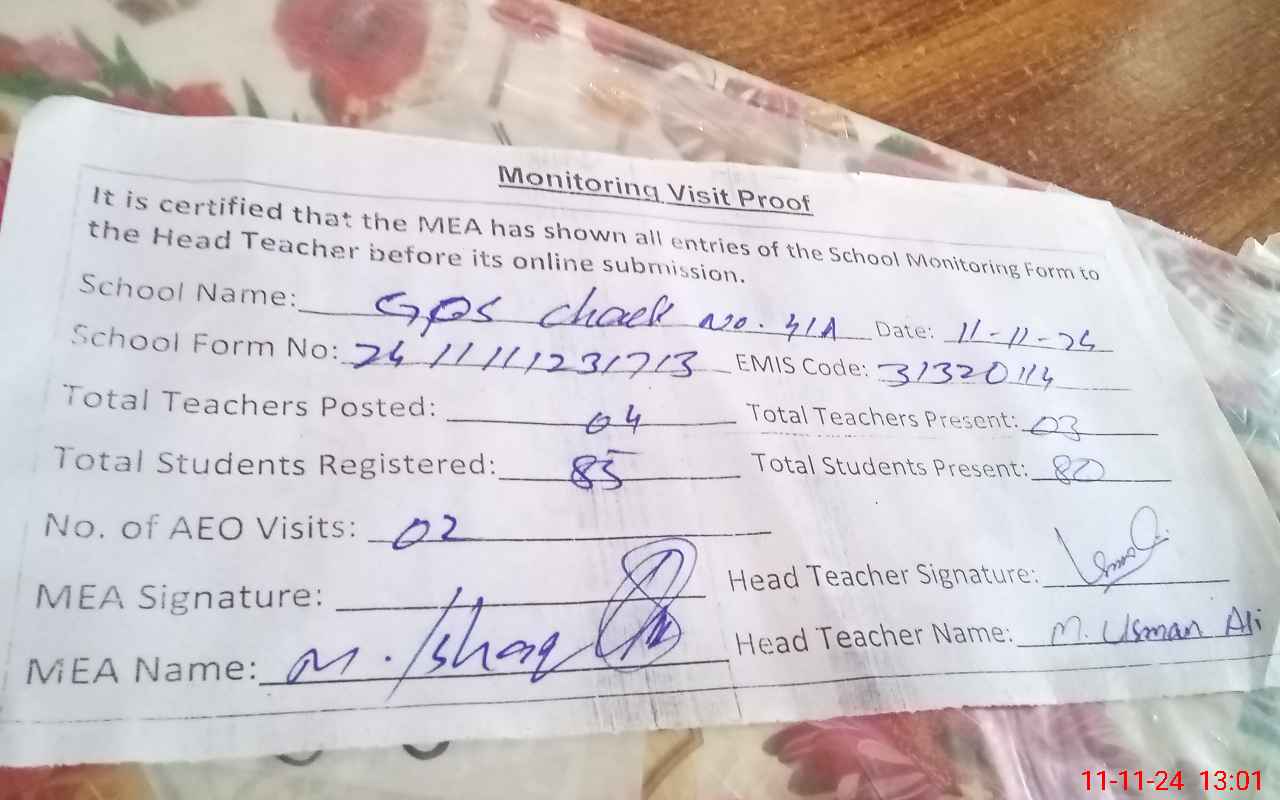 Monitoring Visit Proof
It is certified that the MEA has shown all entries of the School Monitoring Form to
the Head Teacher before its online submission.
School Name: GPS Chack No. 41A Date: 11-11-24
School Form No: 2411111231713 EMIS Code: 31320114
Total Teachers Posted: 04 Total Teachers Present: 03
Total Students Registered: 85 Total Students Present: 80
No. of AEO Visits: 02
MEA Signature: Head Teacher Signature:
MEA Name: M. Ishaq Head Teacher Name: M. Usman Ali
11-11-24 13:01